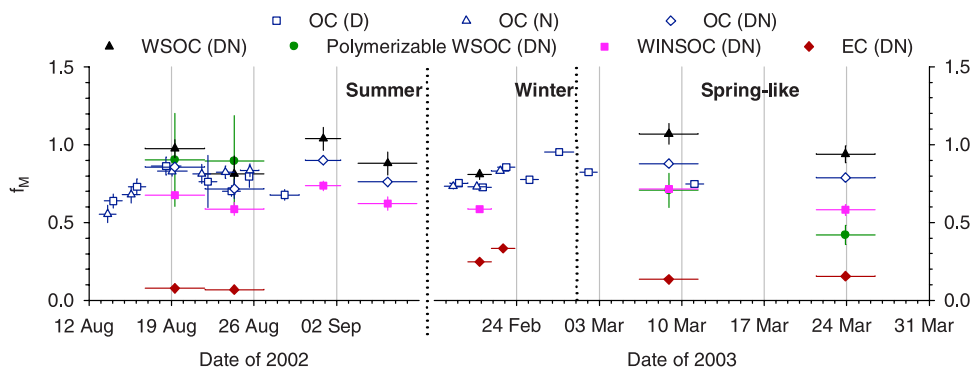 OC (D) OC (N) OC (DN)
WSOC (DN) Polymerizable WSOC (DN) WINSOC (DN) EC (DN)
1.5 1.5
Summer Winter Spring-like
1.0 1.0
f_M
0.5 0.5
0.0 0.0
12 Aug 19 Aug 26 Aug 02 Sep 24 Feb 03 Mar 10 Mar 17 Mar 24 Mar 31 Mar
Date of 2002 Date of 2003